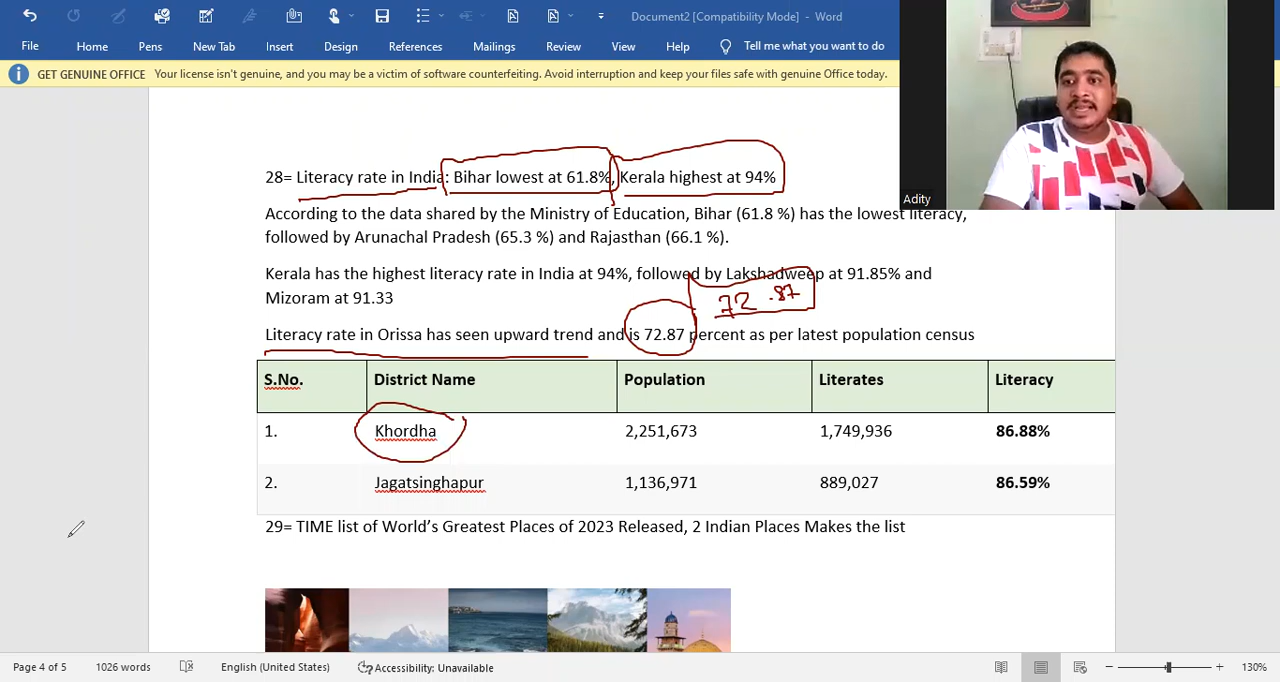 Document2 [Compatibility Mode] - Word
File Home Pens New Tab Insert Design References Mailings Review View Help Tell me what you want to do
GET GENUINE OFFICE Your license isn't genuine, and you may be a victim of software counterfeiting. Avoid interruption and keep your files safe with genuine Office today.
Adity
28= Literacy rate in India: Bihar lowest at 61.8%, Kerala highest at 94%
According to the data shared by the Ministry of Education, Bihar (61.8 %) has the lowest literacy,
followed by Arunachal Pradesh (65.3 %) and Rajasthan (66.1 %).
Kerala has the highest literacy rate in India at 94%, followed by Lakshadweep at 91.85% and
Mizoram at 91.33
72.87
Literacy rate in Orissa has seen upward trend and is 72.87 percent as per latest population census
S.No. District Name Population Literates Literacy
1. Khordha 2,251,673 1,749,936 86.88%
2. Jagatsinghapur 1,136,971 889,027 86.59%
29= TIME list of World's Greatest Places of 2023 Released, 2 Indian Places Makes the list
Page 4 of 5 1026 words English (United States) Accessibility: Unavailable 130%